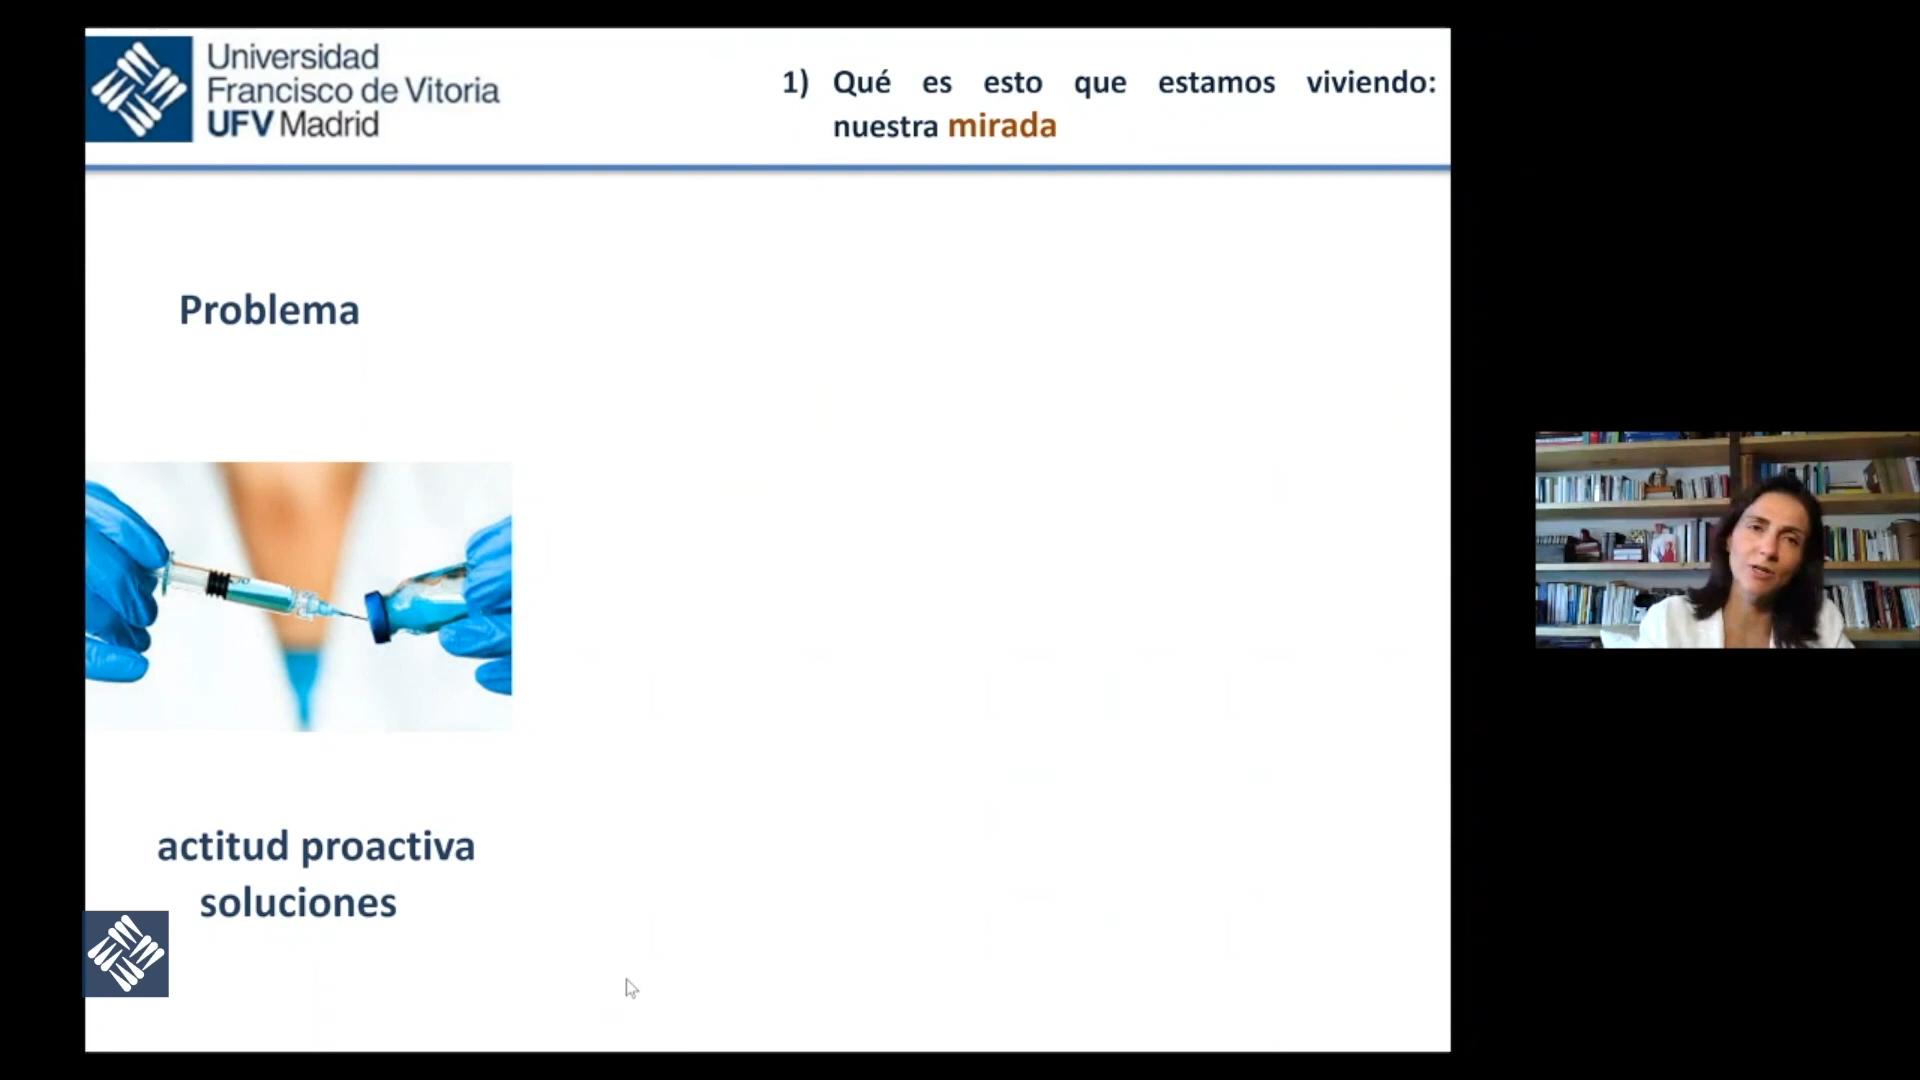 Universidad
Francisco de Vitoria
UFV Madrid
1) Qué es esto que estamos viviendo:
nuestra mirada
Problema
actitud proactiva
soluciones